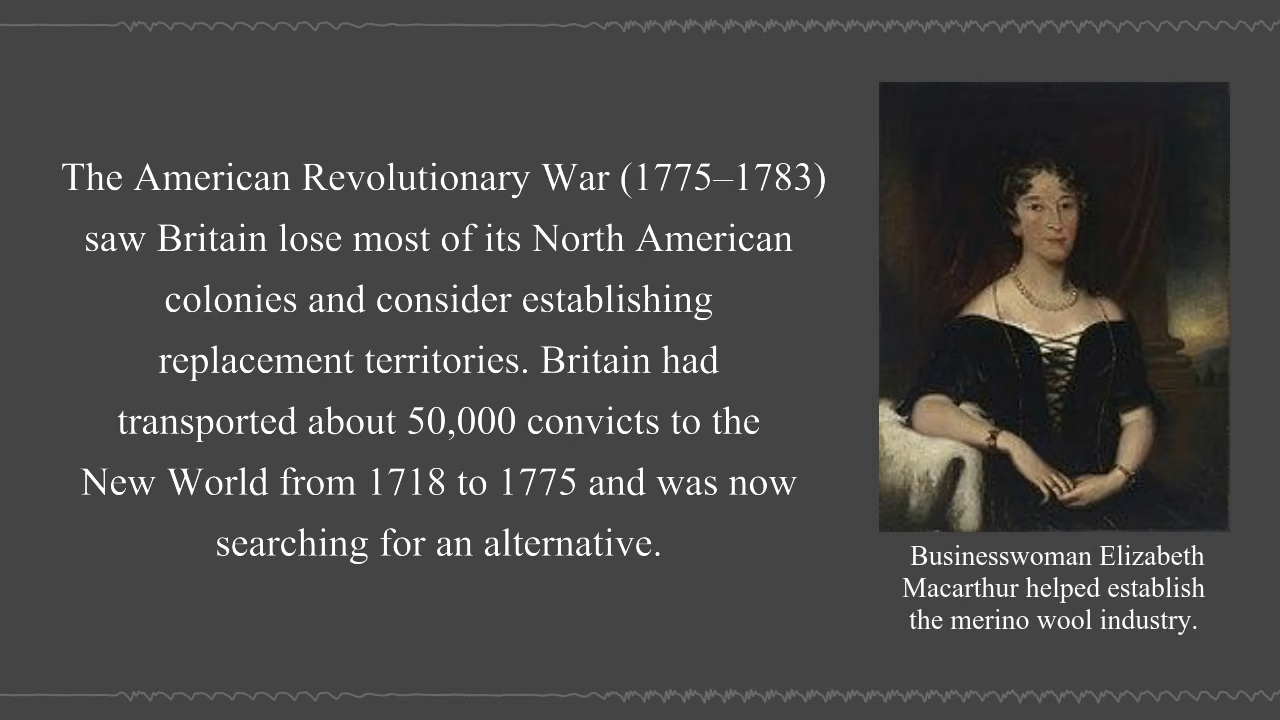 The American Revolutionary War (1775–1783)
saw Britain lose most of its North American
colonies and consider establishing
replacement territories. Britain had
transported about 50,000 convicts to the
New World from 1718 to 1775 and was now
searching for an alternative.
Businesswoman Elizabeth
Macarthur helped establish
the merino wool industry.